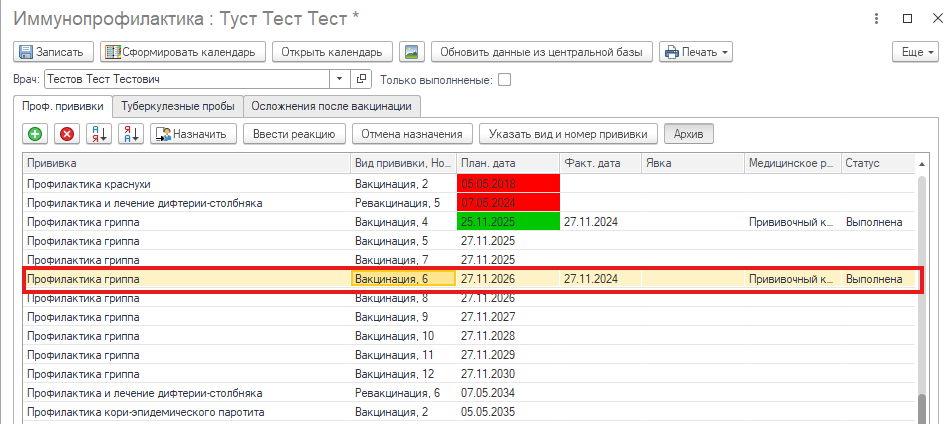 Иммунопрофилактика : Туст Тест Тест *
Записать Сформировать календарь Открыть календарь Обновить данные из центральной базы Печать Еще
Врач: Тестов Тест Тестович Только выполнненые:
Проф. прививки Туберкулезные пробы Осложнения после вакцинации
Назначить Ввести реакцию Отмена назначения Указать вид и номер прививки Архив
Прививка Вид прививки, Но... План. дата Факт. дата Явка Медицинское р... Статус
Профилактика краснухи Вакцинация, 2 05.05.2018
Профилактика и лечение дифтерии-столбняка Ревакцинация, 5 07.05.2024
Профилактика гриппа Вакцинация, 4 25.11.2025 27.11.2024 Прививочный к... Выполнена
Профилактика гриппа Вакцинация, 5 27.11.2025
Профилактика гриппа Вакцинация, 7 27.11.2025
Профилактика гриппа Вакцинация, 6 27.11.2026 27.11.2024 Прививочный к... Выполнена
Профилактика гриппа Вакцинация, 8 27.11.2026
Профилактика гриппа Вакцинация, 9 27.11.2027
Профилактика гриппа Вакцинация, 10 27.11.2028
Профилактика гриппа Вакцинация, 11 27.11.2029
Профилактика гриппа Вакцинация, 12 27.11.2030
Профилактика и лечение дифтерии-столбняка Ревакцинация, 6 07.05.2034
Профилактика кори-эпидемического паротита Вакцинация, 2 05.05.2035